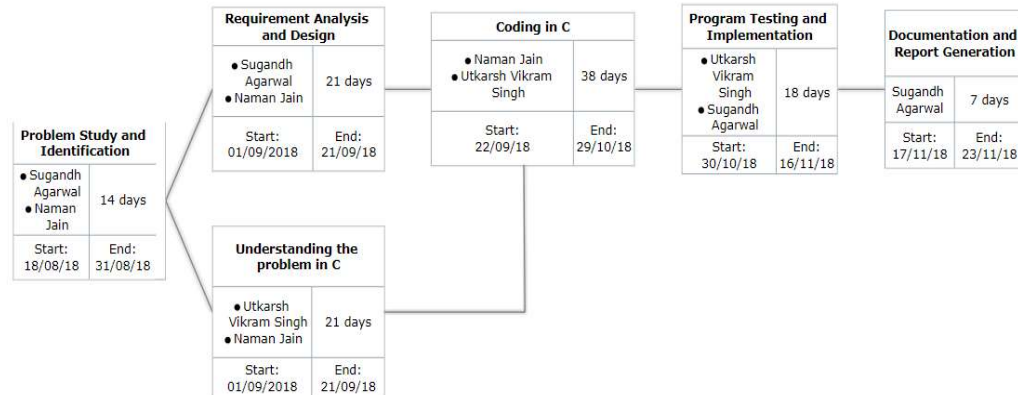 Problem Study and
Identification
● Sugandh
Agarwal
● Naman
Jain
14 days
Start:
18/08/18
End:
31/08/18
Requirement Analysis
and Design
● Sugandh
Agarwal
● Naman Jain
21 days
Start:
01/09/2018
End:
21/09/18
Understanding the
problem in C
● Utkarsh
Vikram Singh
● Naman Jain
21 days
Start:
01/09/2018
End:
21/09/18
Coding in C
● Naman Jain
● Utkarsh Vikram
Singh
38 days
Start:
22/09/18
End:
29/10/18
Program Testing and
Implementation
● Utkarsh
Vikram
Singh
● Sugandh
Agarwal
18 days
Start:
30/10/18
End:
16/11/18
Documentation and
Report Generation
Sugandh
Agarwal
7 days
Start:
17/11/18
End:
23/11/18